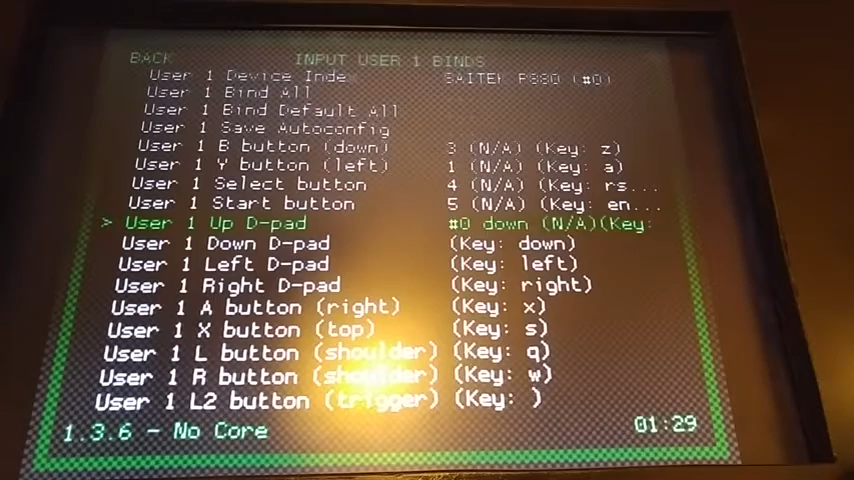 BACK INPUT USER 1 BINDS
User 1 Device Index SAITEK P880 (#0)
User 1 Bind All
User 1 Bind Default All
User 1 Save Autoconfig
User 1 B button (down) 3 (N/A) (Key: z)
User 1 Y button (left) 1 (N/A) (Key: a)
User 1 Select button 4 (N/A) (Key: rs...
User 1 Start button 5 (N/A) (Key: en...
> User 1 Up D-pad #0 down (N/A)(Key:
User 1 Down D-pad (Key: down)
User 1 Left D-pad (Key: left)
User 1 Right D-pad (Key: right)
User 1 A button (right) (Key: x)
User 1 X button (top) (Key: s)
User 1 L button (shoulder) (Key: q)
User 1 R button (shoulder) (Key: w)
User 1 L2 button (trigger) (Key: )
1.3.6 - No Core 01:29